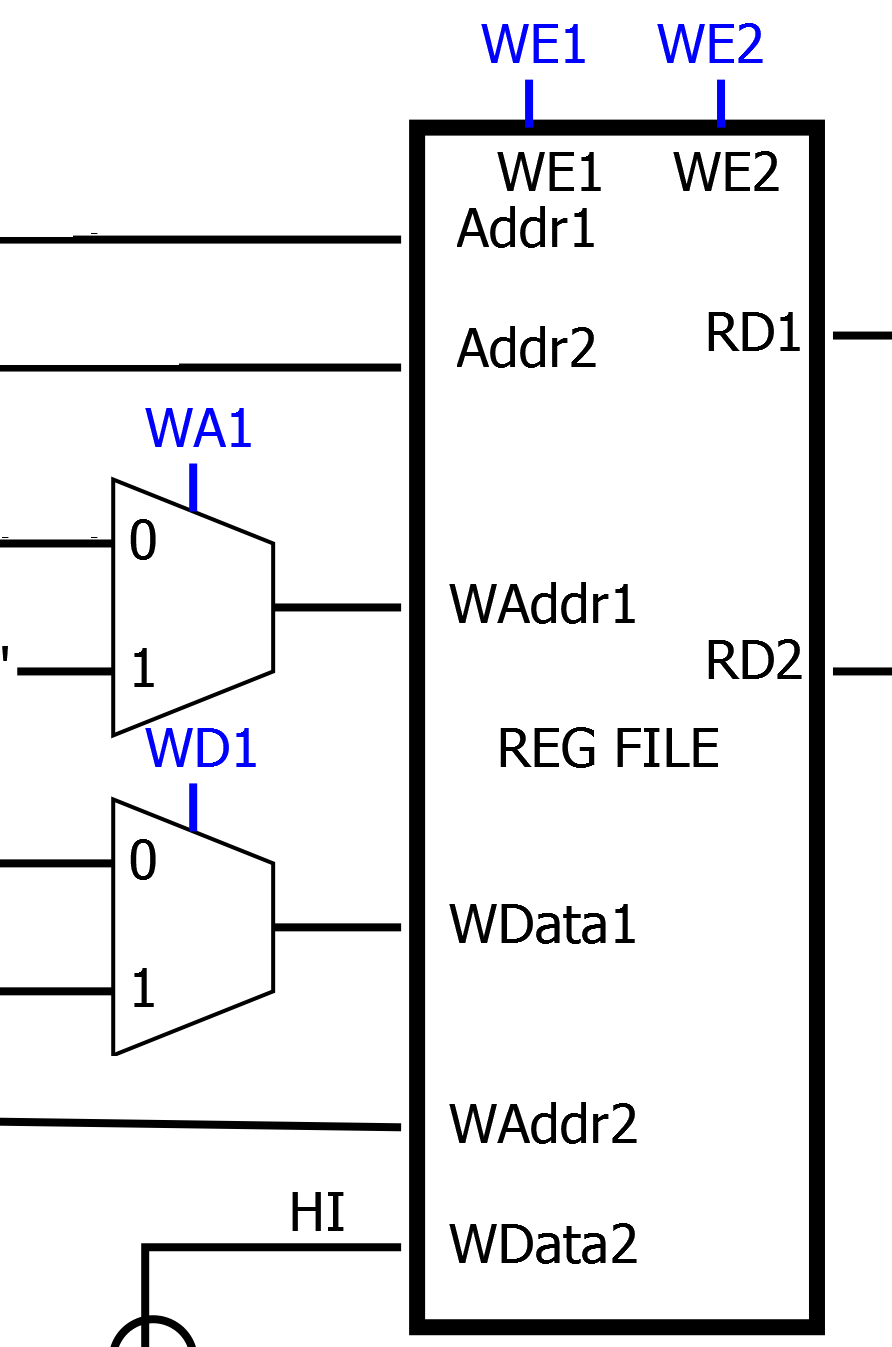 WE1 WE2
WE1 WE2
Addr1
Addr2
RD1
WA1
0
1
'
WAddr1
RD2
WD1
REG FILE
0
1
WData1
WAddr2
HI
WData2